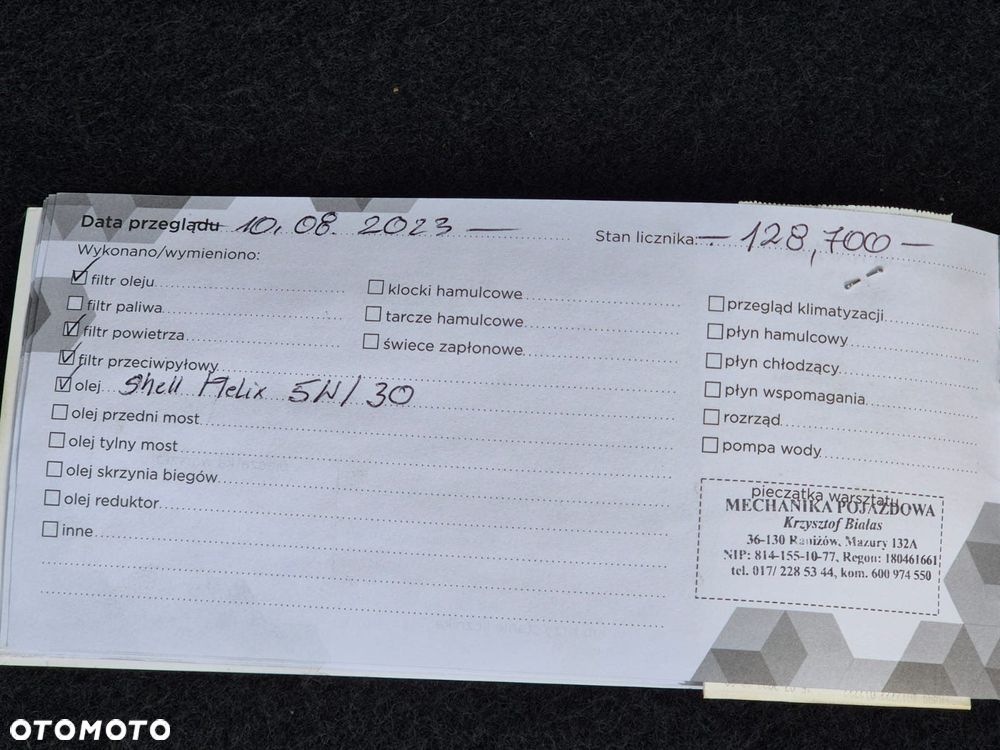 Data przeglądu 10.08.2023 —
Stan licznika: - 128,700 -
Wykonano/wymieniono:
☑ filtr oleju
☐ filtr paliwa
☑ filtr powietrza
☑ filtr przeciwpyłowy
☑ olej Shell Helix 5W/30
☐ olej przedni most
☐ olej tylny most
☐ olej skrzynia biegów
☐ olej reduktor
☐ inne
☐ klocki hamulcowe
☐ tarcze hamulcowe
☐ świece zapłonowe
☐ przegląd klimatyzacji
☐ płyn hamulcowy
☐ płyn chłodzący
☐ płyn wspomagania
☐ rozrząd
☐ pompa wody
pieczątka warsztatu
MECHANIKA POJAZDOWA
Krzysztof Białas
36-130 Raniżów, Mazury 132A
NIP: 814-155-10-77, Regon: 180461661
tel. 017/ 228 53 44, kom. 600 974 550
OTOMOTO